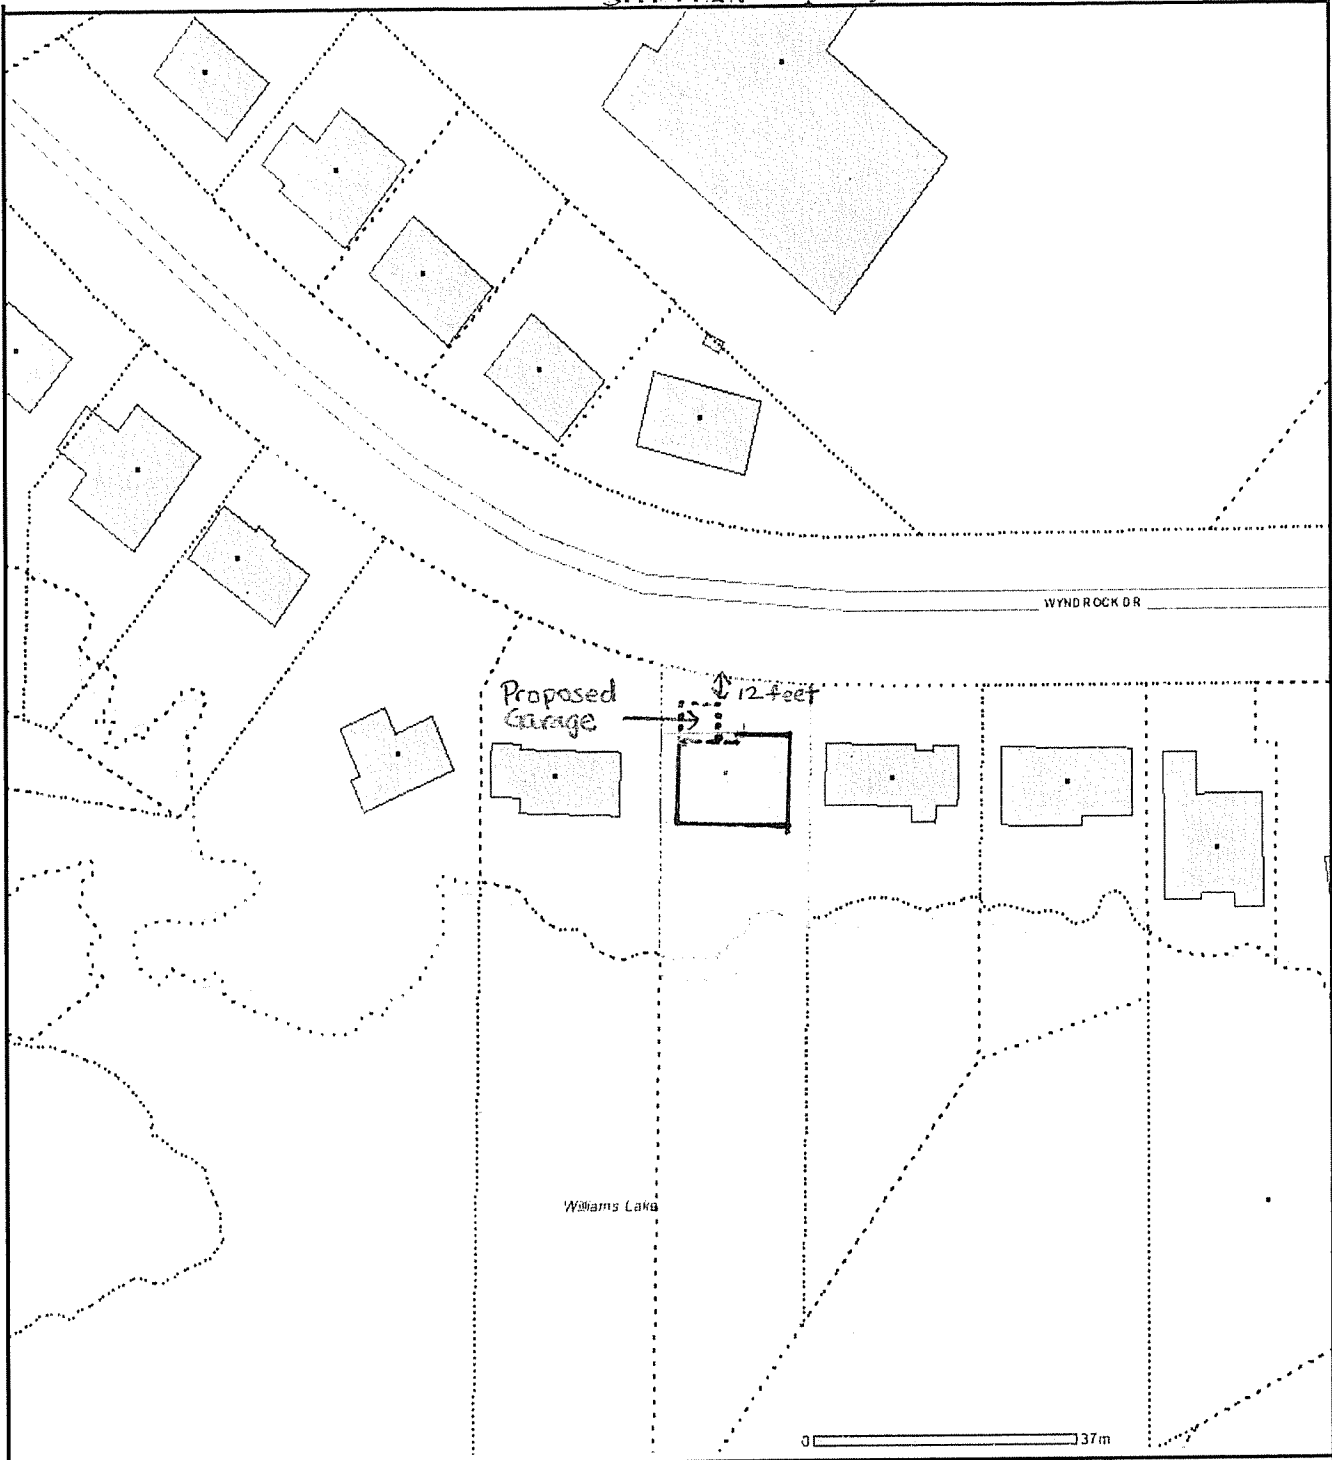 WYNDROCK DR
Proposed
Garage
12 feet
Williams Lake
0 37m